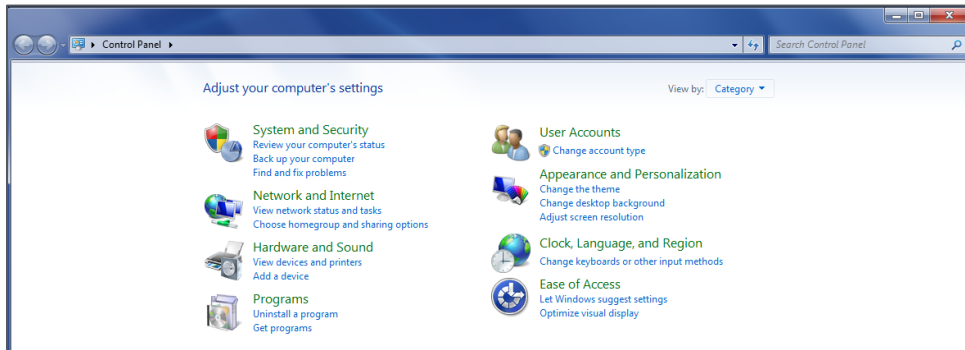 Control Panel
Search Control Panel
Adjust your computer's settings
View by: Category
System and Security
Review your computer's status
Back up your computer
Find and fix problems
Network and Internet
View network status and tasks
Choose homegroup and sharing options
Hardware and Sound
View devices and printers
Add a device
Programs
Uninstall a program
Get programs
User Accounts
Change account type
Appearance and Personalization
Change the theme
Change desktop background
Adjust screen resolution
Clock, Language, and Region
Change keyboards or other input methods
Ease of Access
Let Windows suggest settings
Optimize visual display